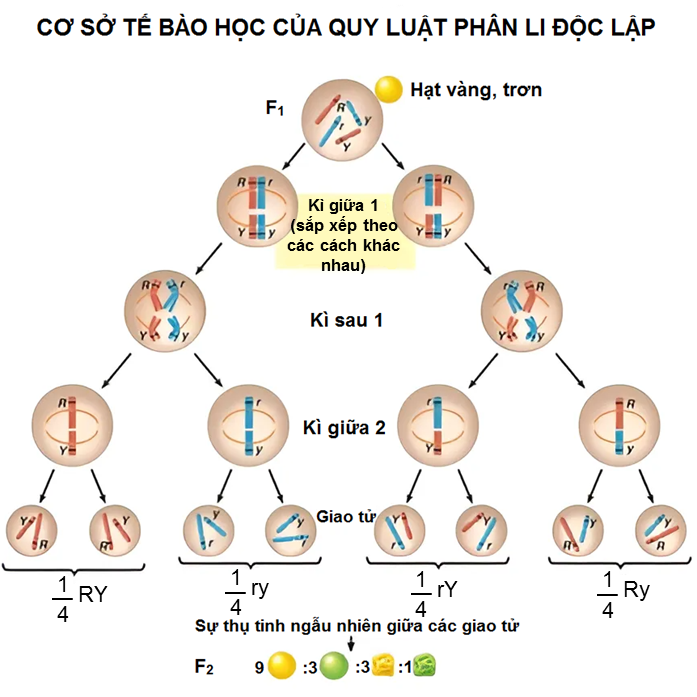 CƠ SỞ TẾ BÀO HỌC CỦA QUY LUẬT PHÂN LI ĐỘC LẬP
F1
Hạt vàng, trơn
R
r
y
Y
R r
Y y
Kì giữa 1
(sắp xếp theo
các cách khác
nhau)
r R
Y y
R r
Y y
Kì sau 1
r R
Y y
R
Y
r
y
Kì giữa 2
r
Y
R
y
Y
R
Y
R
y
r
y
r
Giao tử
Y
r
Y
r
y
R
y
R
1/4 RY
1/4 ry
1/4 rY
1/4 Ry
Sự thụ tinh ngẫu nhiên giữa các giao tử
F2 9 :3 :3 :1